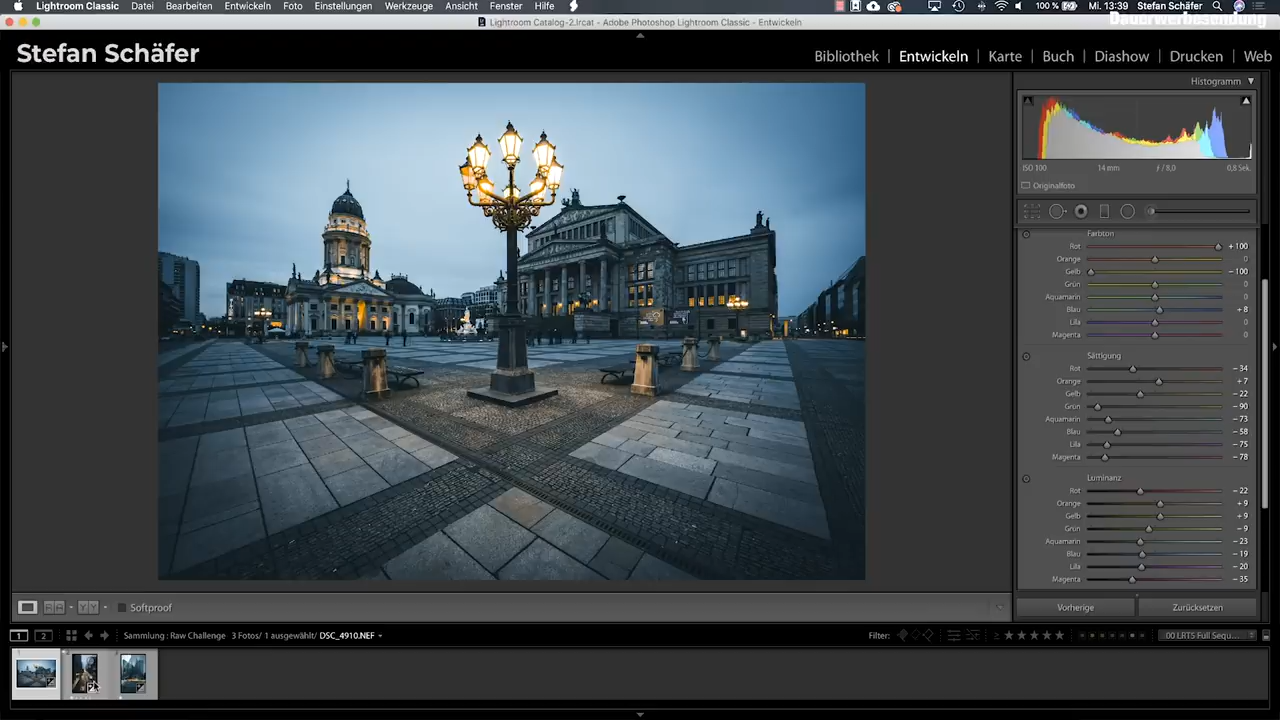 Lightroom Classic Datei Bearbeiten Entwickeln Foto Einstellungen Werkzeuge Ansicht Fenster Hilfe 100 % Mi. 13:39 Stefan Schäfer
Dauerwerbesendung
Lightroom Catalog-2.lrcat - Adobe Photoshop Lightroom Classic - Entwickeln
Stefan Schäfer
Bibliothek | Entwickeln | Karte | Buch | Diashow | Drucken | Web
Histogramm
ISO 100 14 mm ƒ / 8,0 0,8 Sek.
Originalfoto
Farbton
Rot +100
Orange 0
Gelb -100
Grün 0
Aquamarin 0
Blau +8
Lila 0
Magenta 0
Sättigung
Rot -34
Orange +7
Gelb -22
Grün -90
Aquamarin -73
Blau -58
Lila -75
Magenta -78
Luminanz
Rot -22
Orange +9
Gelb +9
Grün -9
Aquamarin -23
Blau -19
Lila -20
Magenta -35
Softproof
Vorherige Zurücksetzen
1 2 Sammlung : Raw Challenge 3 Fotos/ 1 ausgewählt/ DSC_4910.NEF Filter: 00 LRT5 Full Sequ...